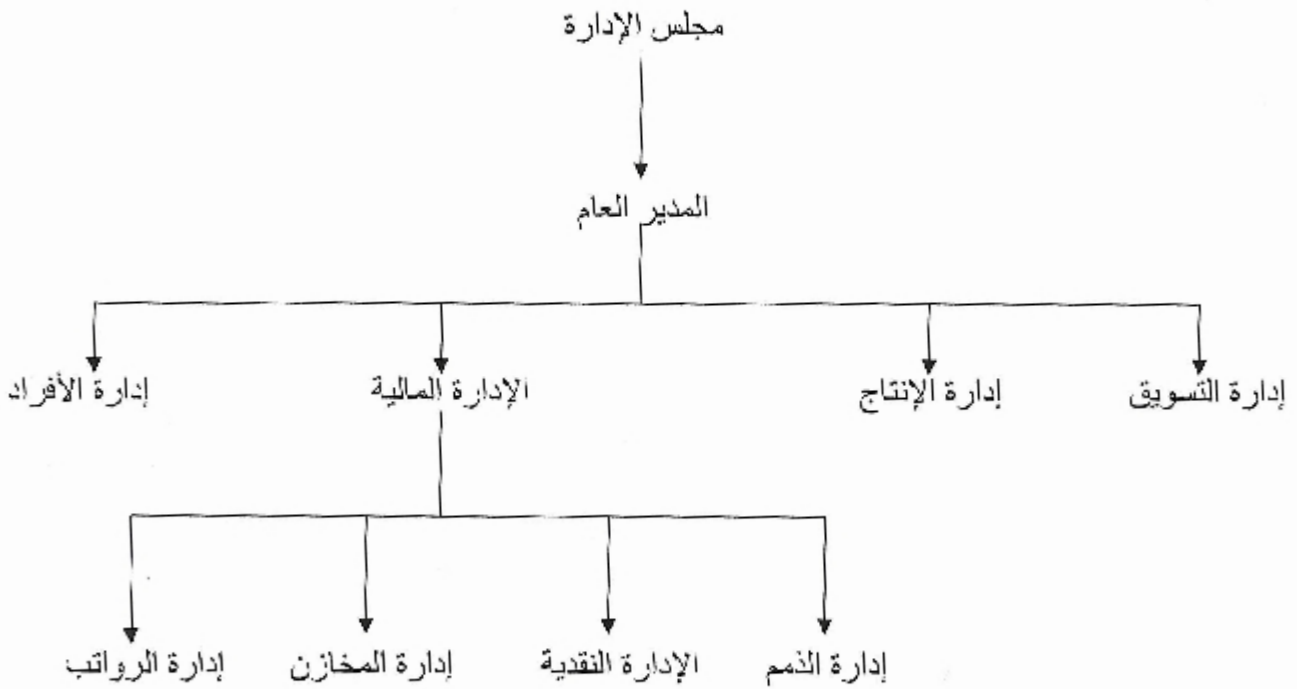 مجلس الإدارة
المدير العام
إدارة التسويق
إدارة الإنتاج
الإدارة المالية
إدارة الأفراد
إدارة الذمم
الإدارة النقدية
إدارة المخازن
إدارة الرواتب